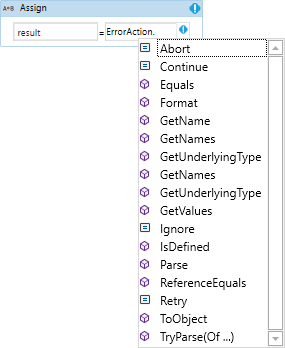 A+B Assign
result = ErrorAction.
Abort
Continue
Equals
Format
GetName
GetNames
GetUnderlyingType
GetNames
GetUnderlyingType
GetValues
Ignore
IsDefined
Parse
ReferenceEquals
Retry
ToObject
TryParse(Of ...)